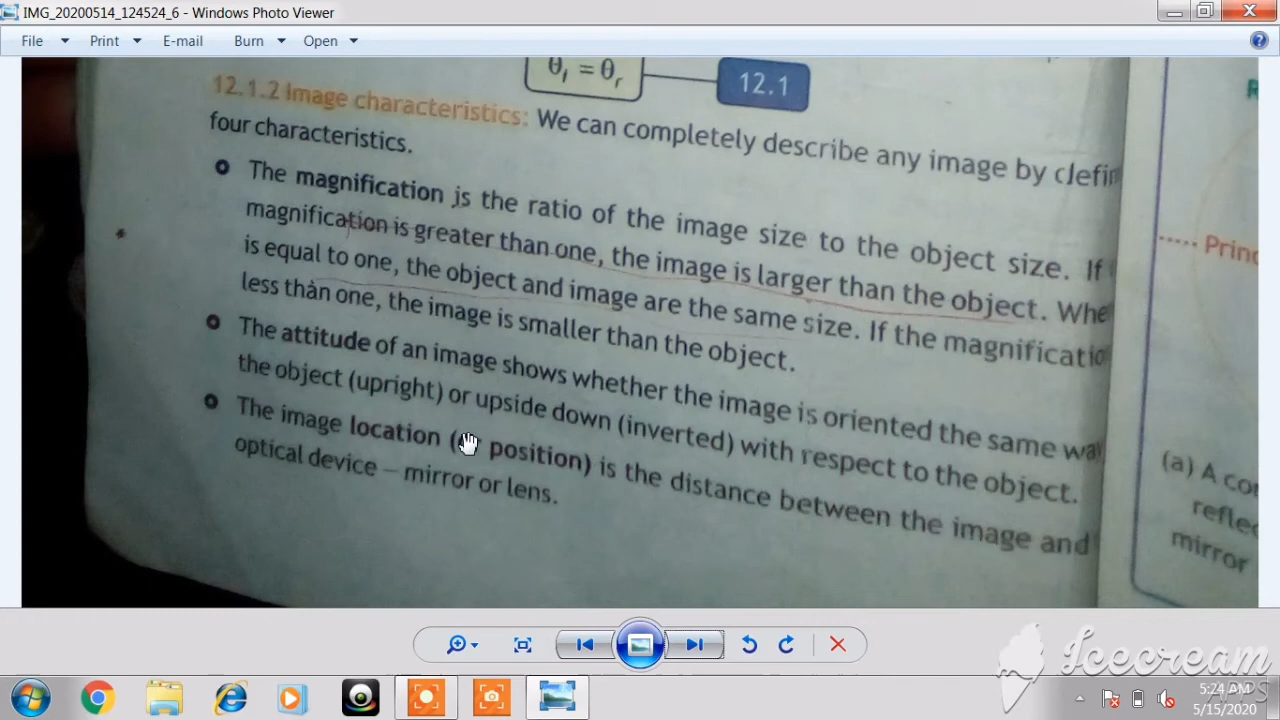 IMG_20200514_124524_6 - Windows Photo Viewer
File Print E-mail Burn Open
θi = θr 12.1
12.1.2 Image characteristics: We can completely describe any image by defin
four characteristics.
The magnification is the ratio of the image size to the object size. If
magnification is greater than one, the image is larger than the object. Whe
is equal to one, the object and image are the same size. If the magnificatio
less than one, the image is smaller than the object.
The attitude of an image shows whether the image is oriented the same wa
the object (upright) or upside down (inverted) with respect to the object.
The image location ( position) is the distance between the image and
optical device – mirror or lens.
R
Princ
(a) A co
refle
mirror
Icecream
APPS
5:24 AM
5/15/2020